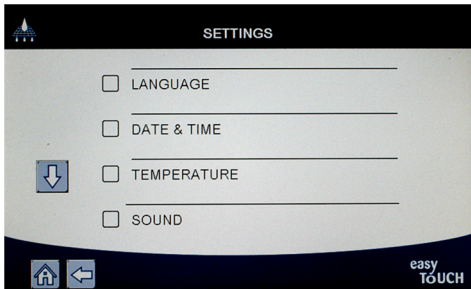 SETTINGS
LANGUAGE
DATE & TIME
TEMPERATURE
SOUND
easy
TOUCH